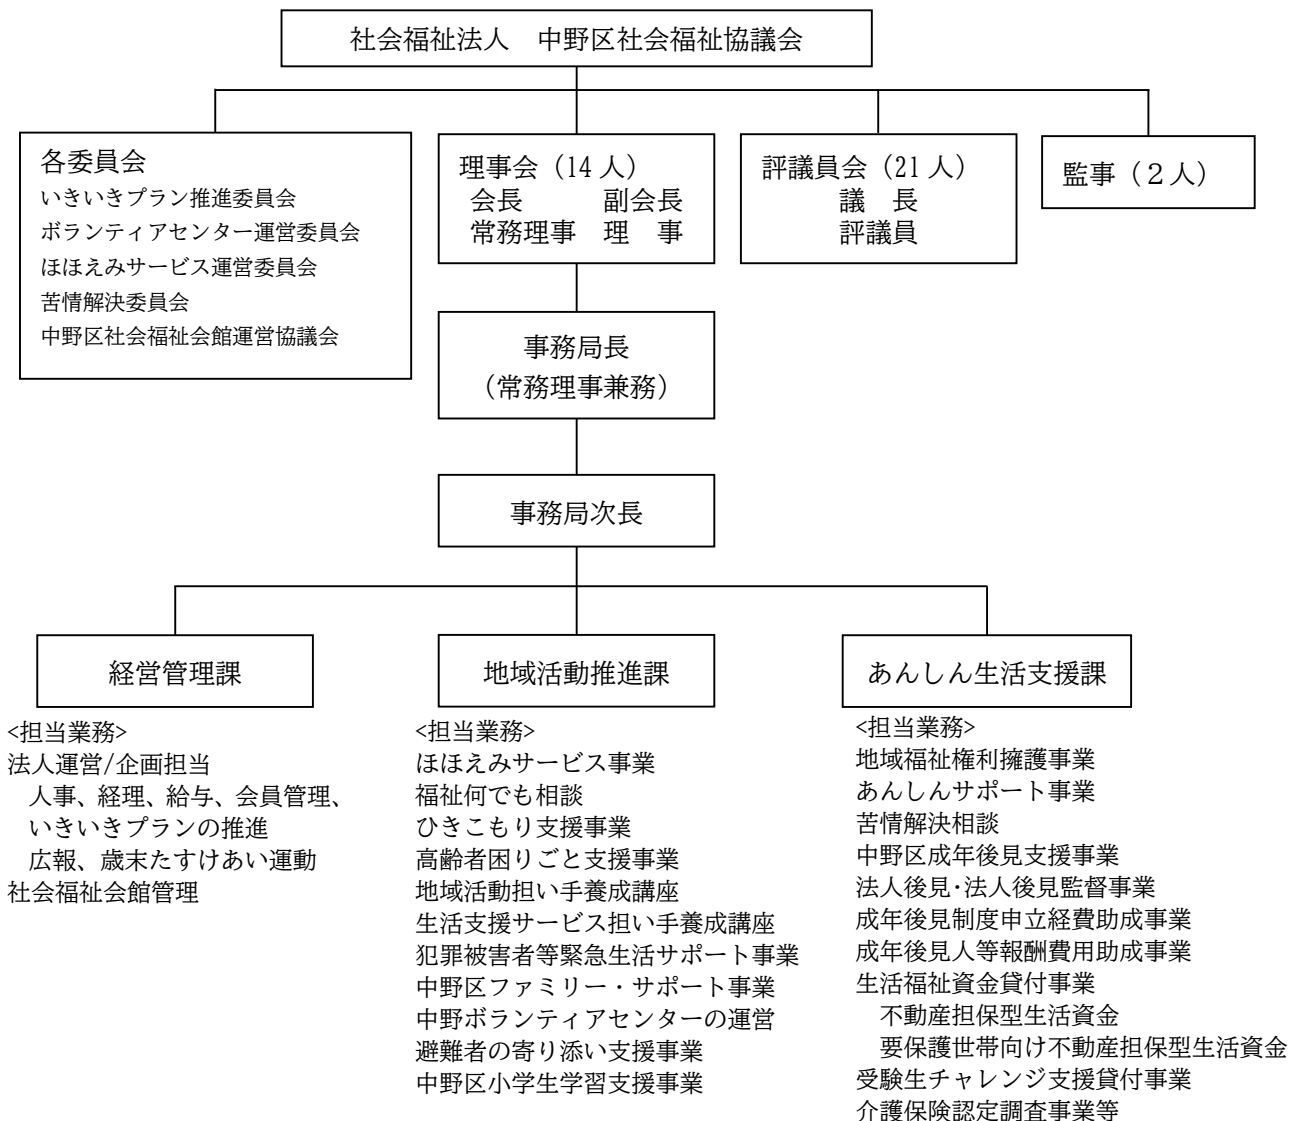 社会福祉法人　中野区社会福祉協議会
各委員会
いきいきプラン推進委員会
ボランティアセンター運営委員会
ほほえみサービス運営委員会
苦情解決委員会
中野区社会福祉会館運営協議会
理事会（14人）
会長　　副会長
常務理事　理　事
評議員会（21人）
議　長
評議員
監事（２人）
事務局長
（常務理事兼務）
事務局次長
経営管理課
<担当業務>
法人運営/企画担当
人事、経理、給与、会員管理、
いきいきプランの推進
広報、歳末たすけあい運動
社会福祉会館管理
地域活動推進課
<担当業務>
ほほえみサービス事業
福祉何でも相談
ひきこもり支援事業
高齢者困りごと支援事業
地域活動担い手養成講座
生活支援サービス担い手養成講座
犯罪被害者等緊急生活サポート事業
中野区ファミリー・サポート事業
中野ボランティアセンターの運営
避難者の寄り添い支援事業
中野区小学生学習支援事業
あんしん生活支援課
<担当業務>
地域福祉権利擁護事業
あんしんサポート事業
苦情解決相談
中野区成年後見支援事業
法人後見･法人後見監督事業
成年後見制度申立経費助成事業
成年後見人等報酬費用助成事業
生活福祉資金貸付事業
不動産担保型生活資金
要保護世帯向け不動産担保型生活資金
受験生チャレンジ支援貸付事業
介護保険認定調査事業等